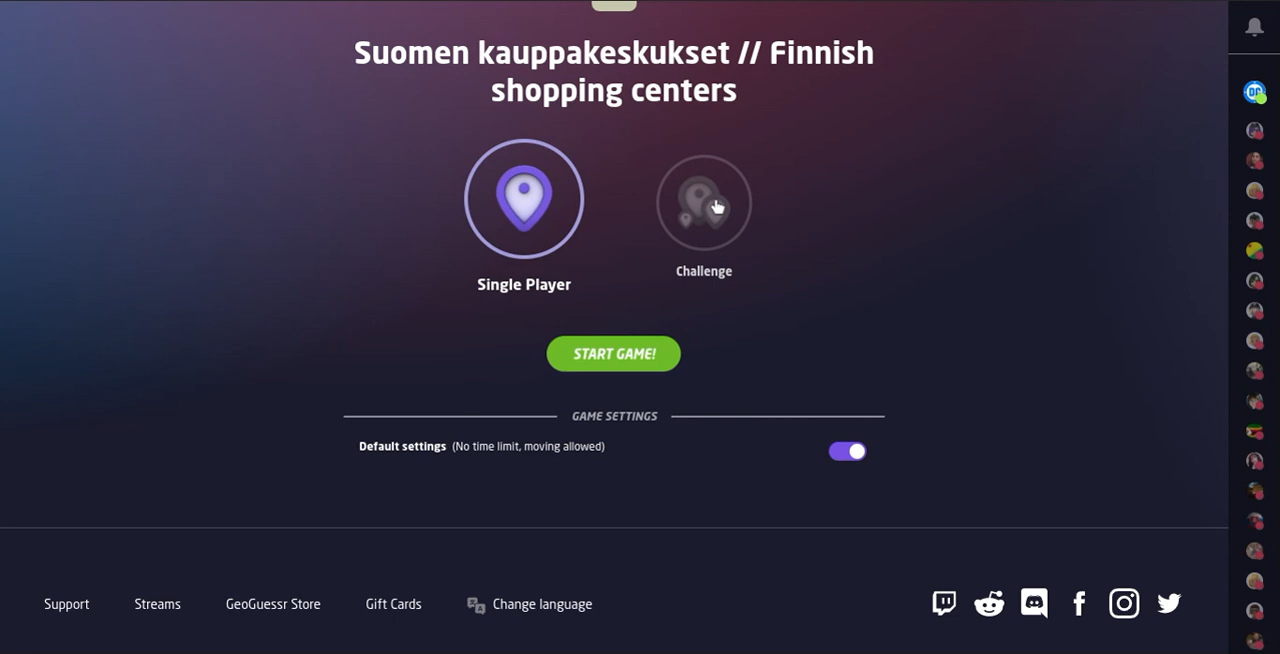 Suomen kauppakeskukset // Finnish
shopping centers
Single Player
Challenge
START GAME!
GAME SETTINGS
Default settings (No time limit, moving allowed)
Support
Streams
GeoGuessr Store
Gift Cards
Change language